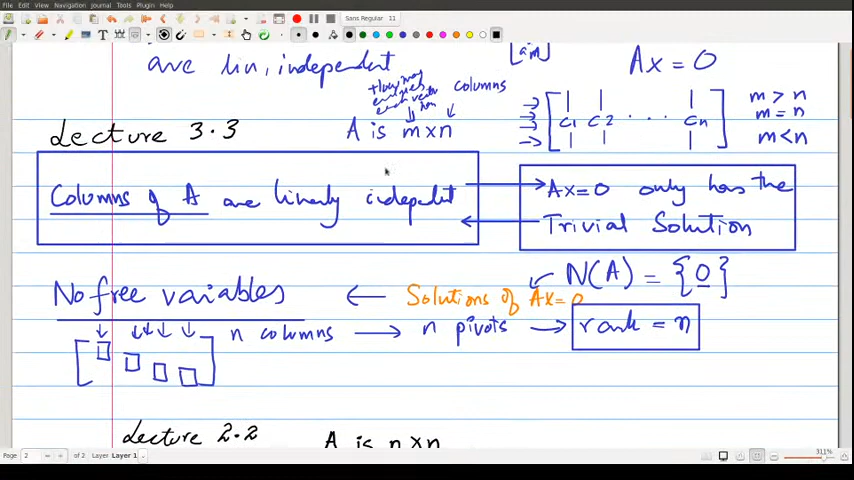 File Edit View Navigation Journal Tools Plugin Help
Sans Regular 11
are lin, independent
Ax = 0
columns
entries
A is m×n
c1 c2 . . . cn
m > n
m = n
m < n
Lecture 3.3
Columns of A are linearly independent
Ax=0 only has the
Trivial Solution
N(A) = {0}
No free variables
Solutions of Ax=0
n columns
n pivots
rank = n
Lecture 2.2
A is n×n
Page 2 of 2 Layer Layer 1
311%